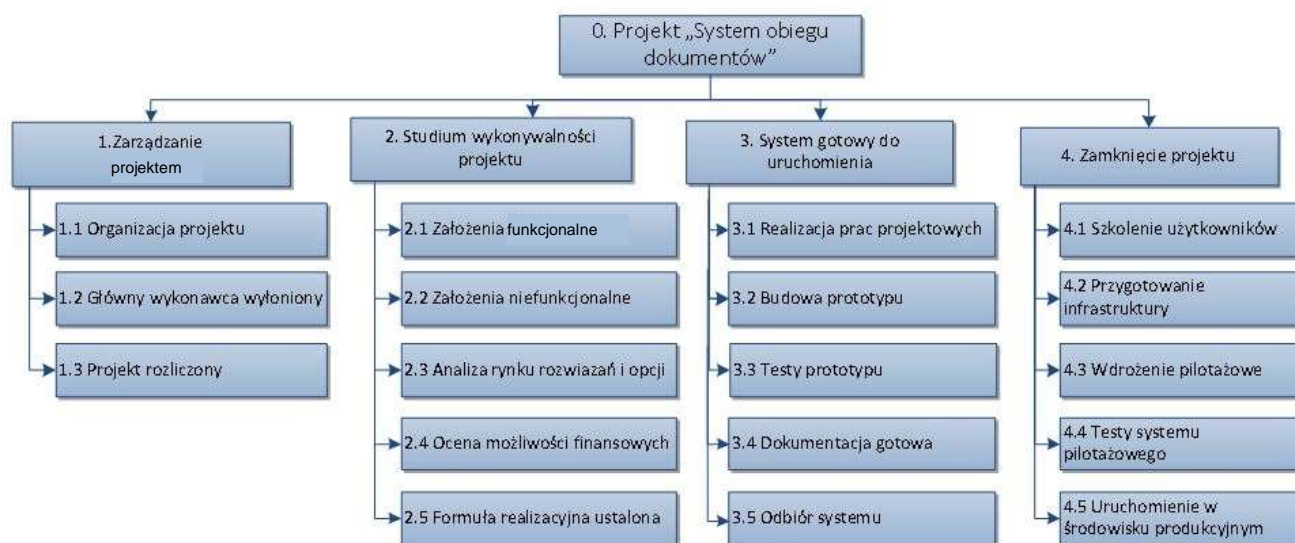 0. Projekt „System obiegu
dokumentów”
1.Zarządzanie
projektem
1.1 Organizacja projektu
1.2 Główny wykonawca wyłoniony
1.3 Projekt rozliczony
2. Studium wykonywalności
projektu
2.1 Założenia funkcjonalne
2.2 Założenia niefunkcjonalne
2.3 Analiza rynku rozwiazań i opcji
2.4 Ocena możliwości finansowych
2.5 Formuła realizacyjna ustalona
3. System gotowy do
uruchomienia
3.1 Realizacja prac projektowych
3.2 Budowa prototypu
3.3 Testy prototypu
3.4 Dokumentacja gotowa
3.5 Odbiór systemu
4. Zamknięcie projektu
4.1 Szkolenie użytkowników
4.2 Przygotowanie
infrastruktury
4.3 Wdrożenie pilotażowe
4.4 Testy systemu
pilotażowego
4.5 Uruchomienie w
środowisku produkcyjnym